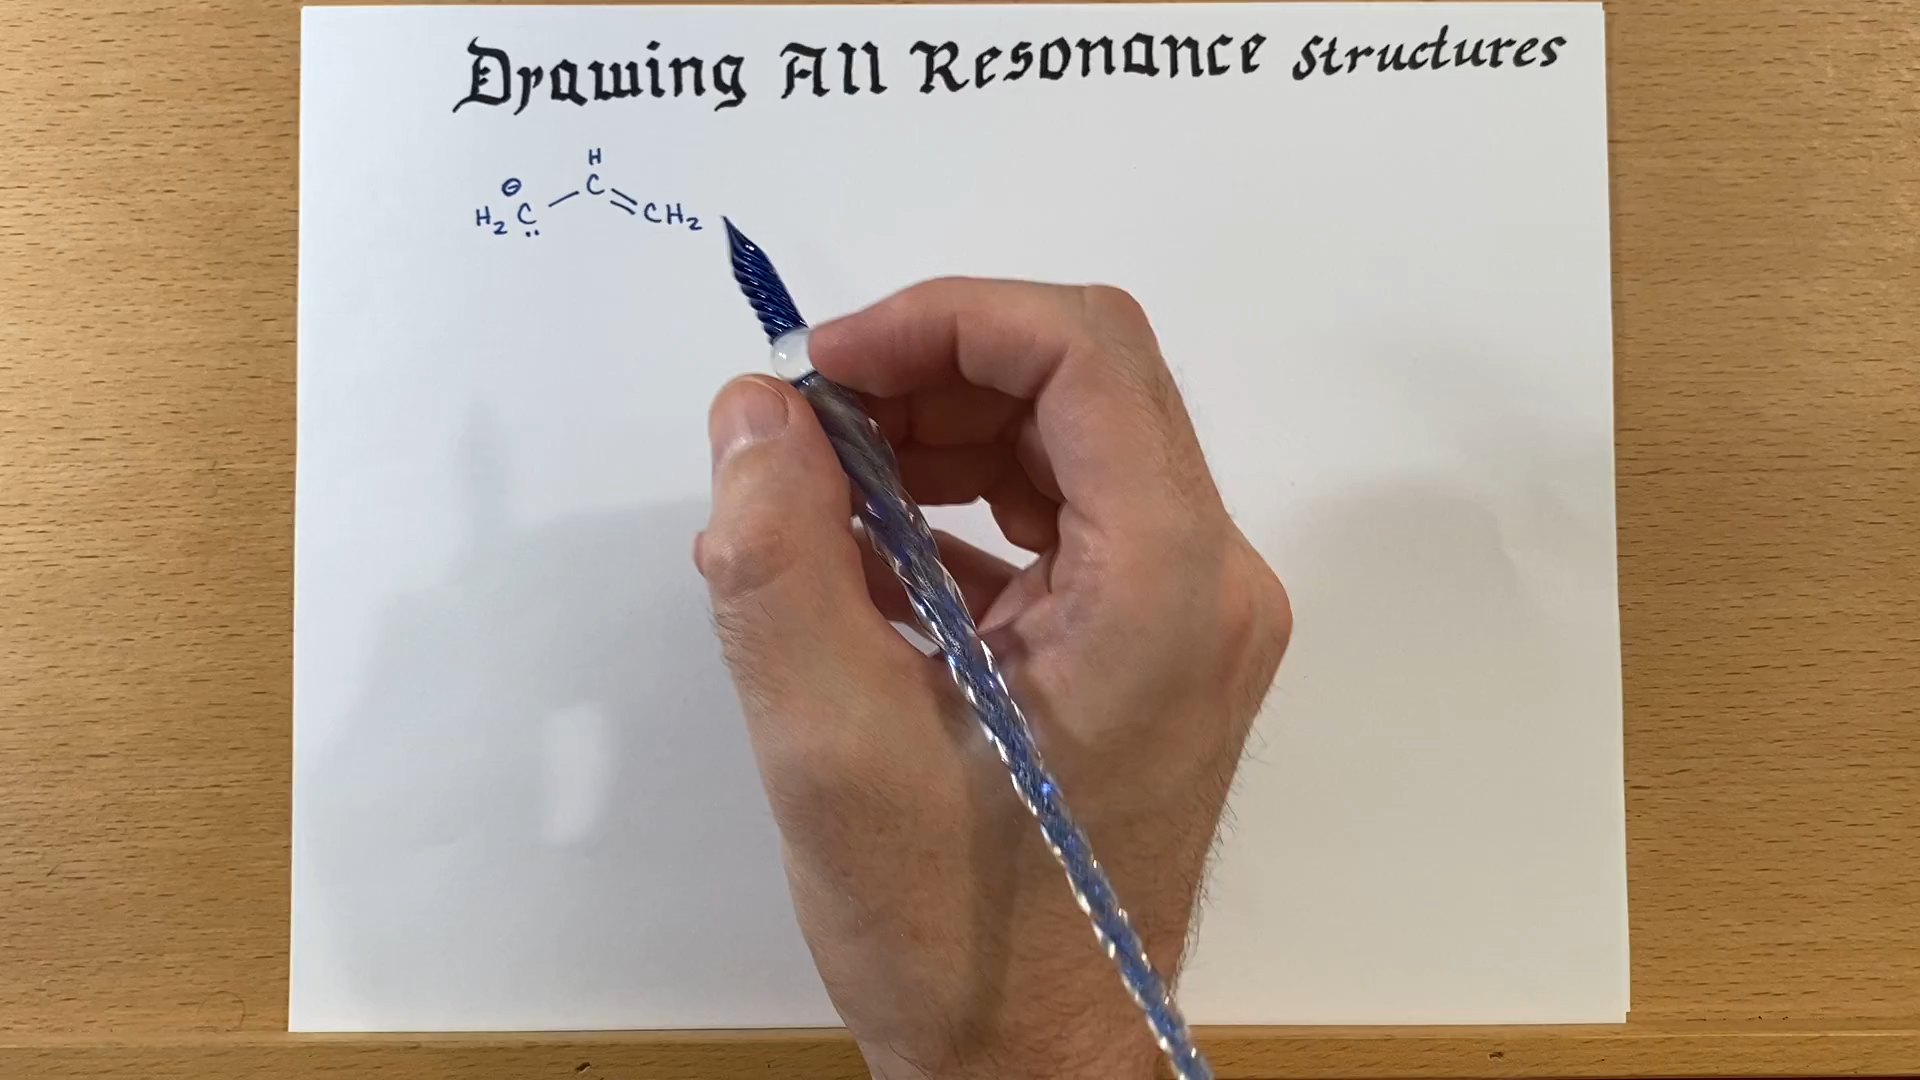 Drawing All Resonance Structures
H
⊖ C
H₂C̤ — C = CH₂